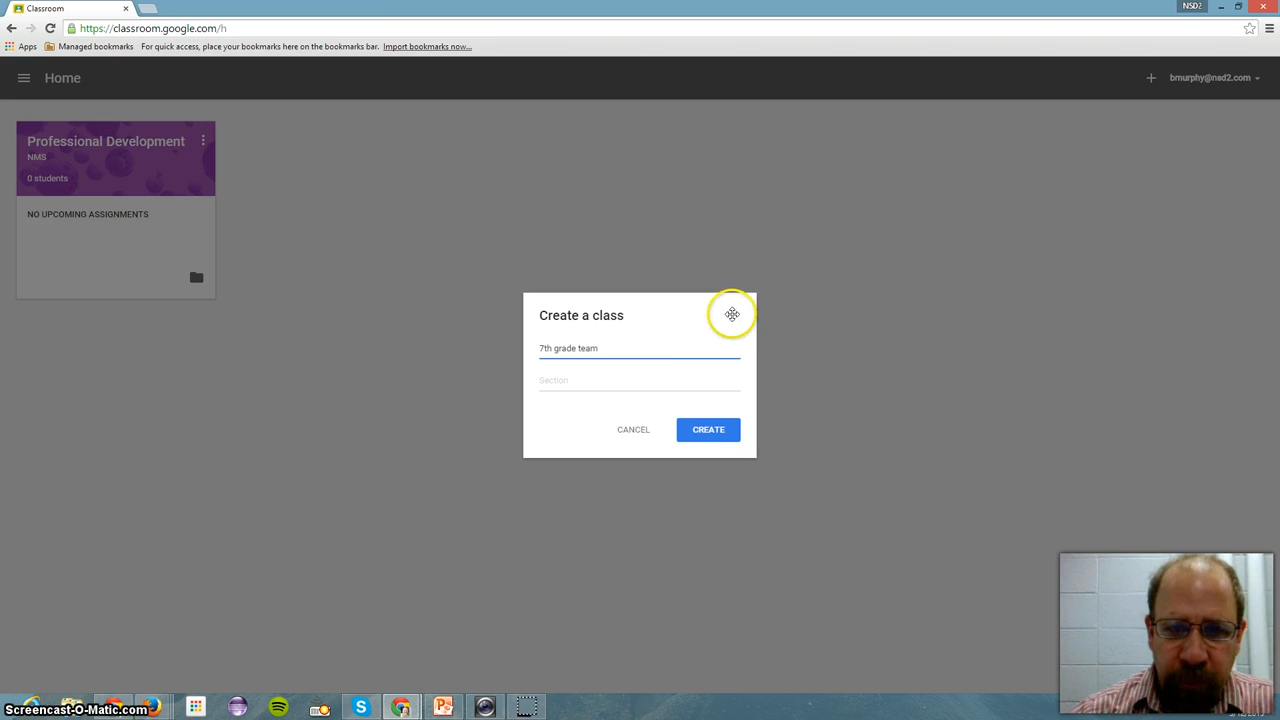 Classroom
NSD2
https://classroom.google.com/h
Apps
Managed bookmarks
For quick access, place your bookmarks here on the bookmarks bar.
Import bookmarks now...
Home
bmurphy@nsd2.com
Professional Development
NMS
0 students
NO UPCOMING ASSIGNMENTS
Create a class
7th grade team
Section
CANCEL
CREATE
Screencast-O-Matic.com